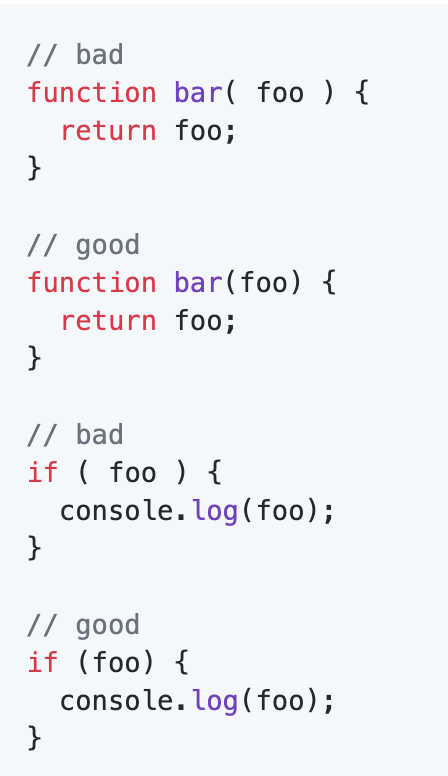 // bad
function bar( foo ) {
  return foo;
}

// good
function bar(foo) {
  return foo;
}

// bad
if ( foo ) {
  console.log(foo);
}

// good
if (foo) {
  console.log(foo);
}